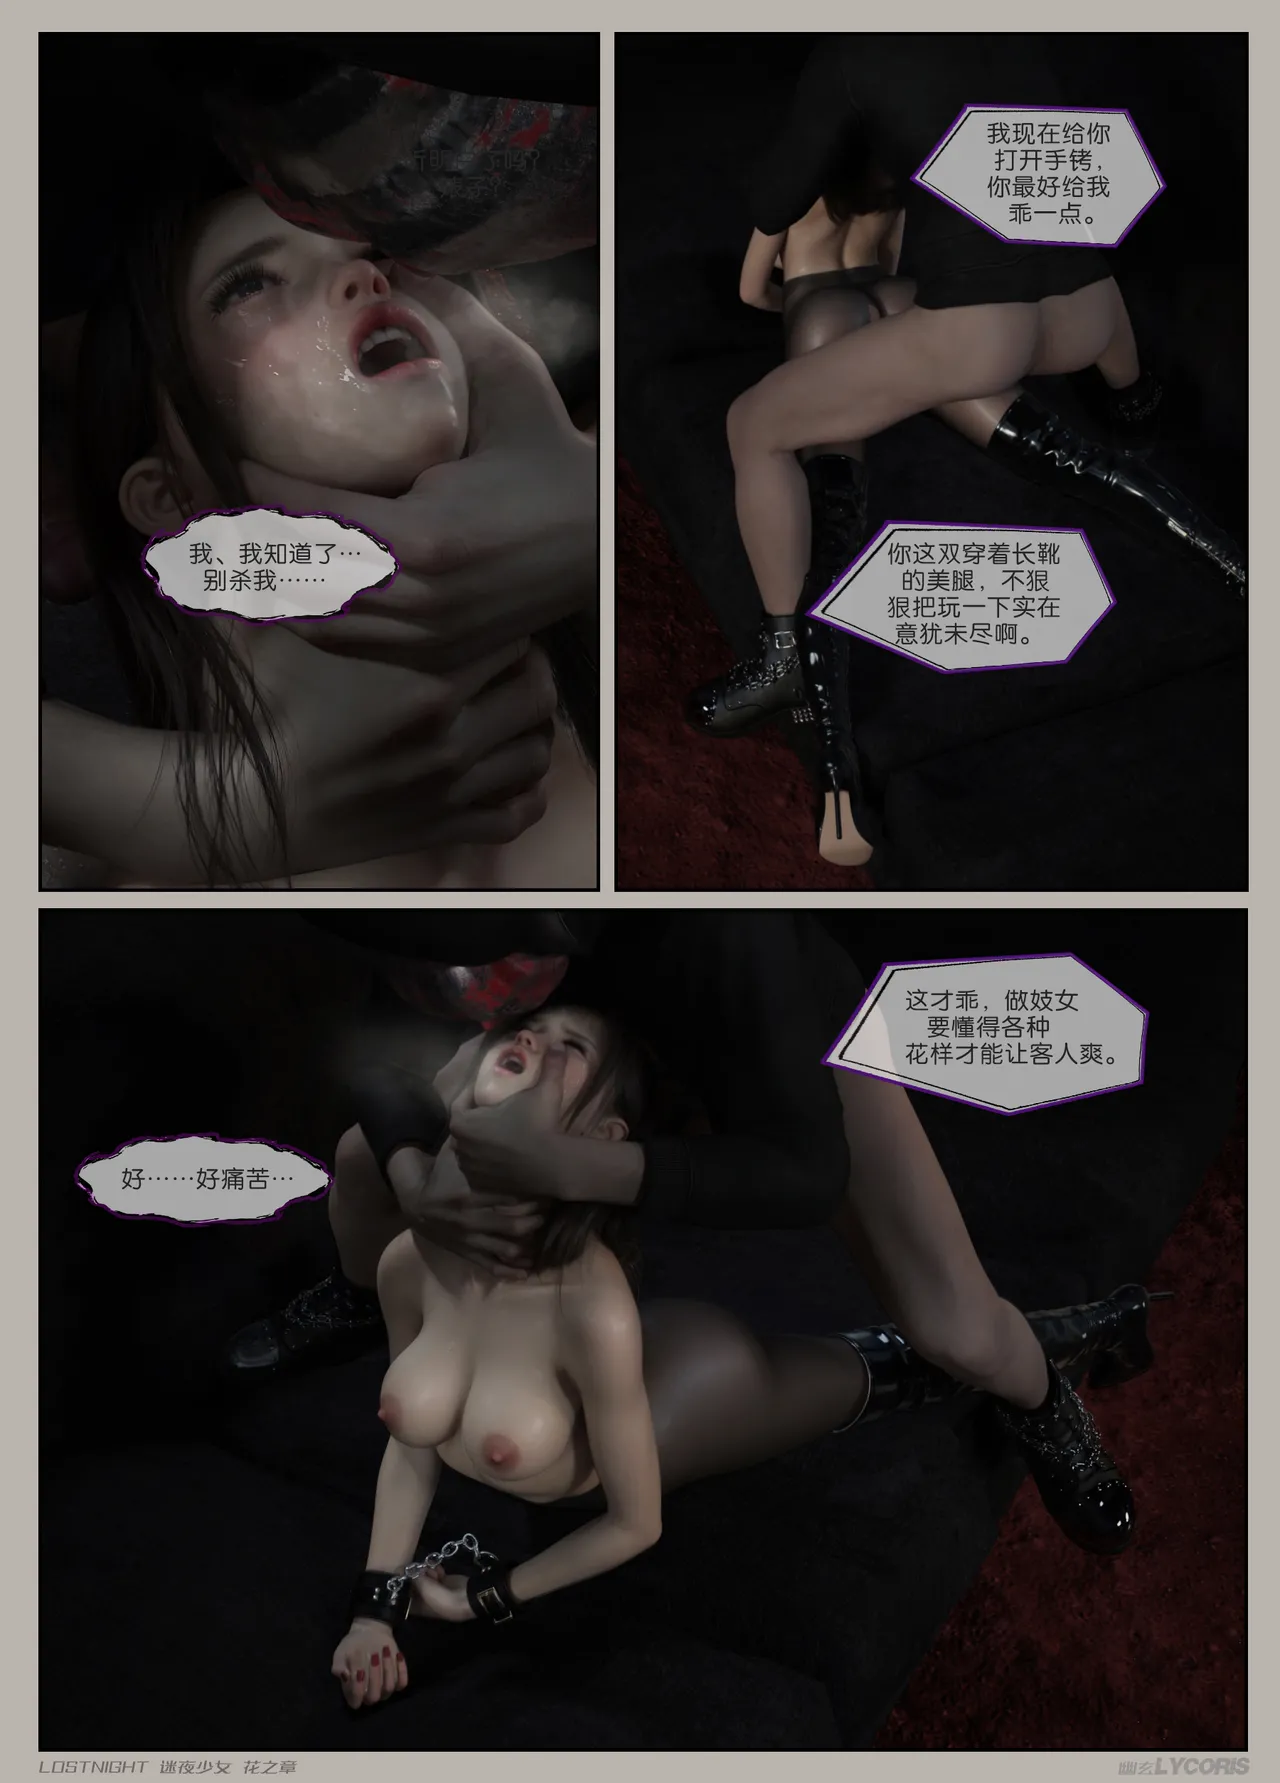 我、我知道了…
别杀我……
我现在给你
打开手铐，
你最好给我
乖一点。
你这双穿着长靴
的美腿，不狠
狠把玩一下实在
意犹未尽啊。
这才乖，做妓女
要懂得各种
花样才能让客人爽。
好……好痛苦…
LOSTNIGHT 迷夜少女 花之章
幽玄LYCORIS